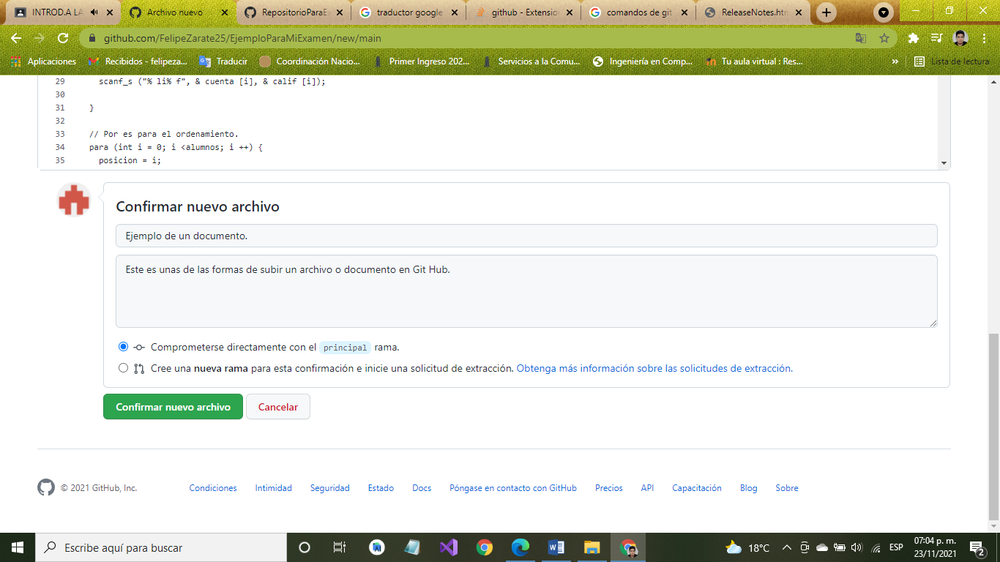 INTROD.A LA
Archivo nuevo
RepositorioParaEx
traductor google
github - Extension
comandos de git
ReleaseNotes.htm
github.com/FelipeZarate25/EjemploParaMiExamen/new/main
Aplicaciones
Recibidos - felipeza...
Traducir
Coordinación Nacio...
Primer Ingreso 202...
Servicios a la Comu...
Ingeniería en Comp...
Tu aula virtual : Res...
»
Lista de lectura
29 scanf_s ("% li% f", & cuenta [i], & calif [i]);
30
31 }
32
33 // Por es para el ordenamiento.
34 para (int i = 0; i <alumnos; i ++) {
35 posicion = i;
Confirmar nuevo archivo
Ejemplo de un documento.
Este es unas de las formas de subir un archivo o documento en Git Hub.
Comprometerse directamente con el principal rama.
Cree una nueva rama para esta confirmación e inicie una solicitud de extracción. Obtenga más información sobre las solicitudes de extracción.
Confirmar nuevo archivo
Cancelar
© 2021 GitHub, Inc.
Condiciones
Intimidad
Seguridad
Estado
Docs
Póngase en contacto con GitHub
Precios
API
Capacitación
Blog
Sobre
Escribe aquí para buscar
18°C
ESP
07:04 p. m.
23/11/2021
2